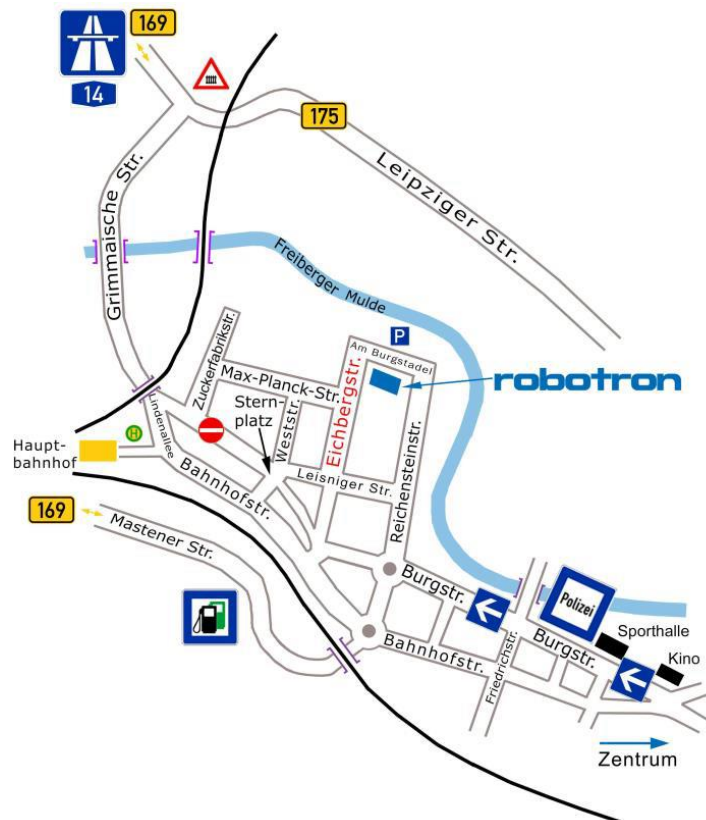 169
14
175
Grimmaische Str.
Leipziger Str.
Freiberger Mulde
P
Am Burgstadel
Zuckerfabrikstr.
Max-Planck-Str.
robotron
Eichbergstr.
Stern-
platz
Weststr.
Lindenallee
H
Haupt-
bahnhof
Leisniger Str.
Reichensteinstr.
Bahnhofstr.
169
Mastener Str.
Burgstr.
Polizei
Sporthalle
Burgstr.
Kino
Bahnhofstr.
Friedrichstr.
Zentrum